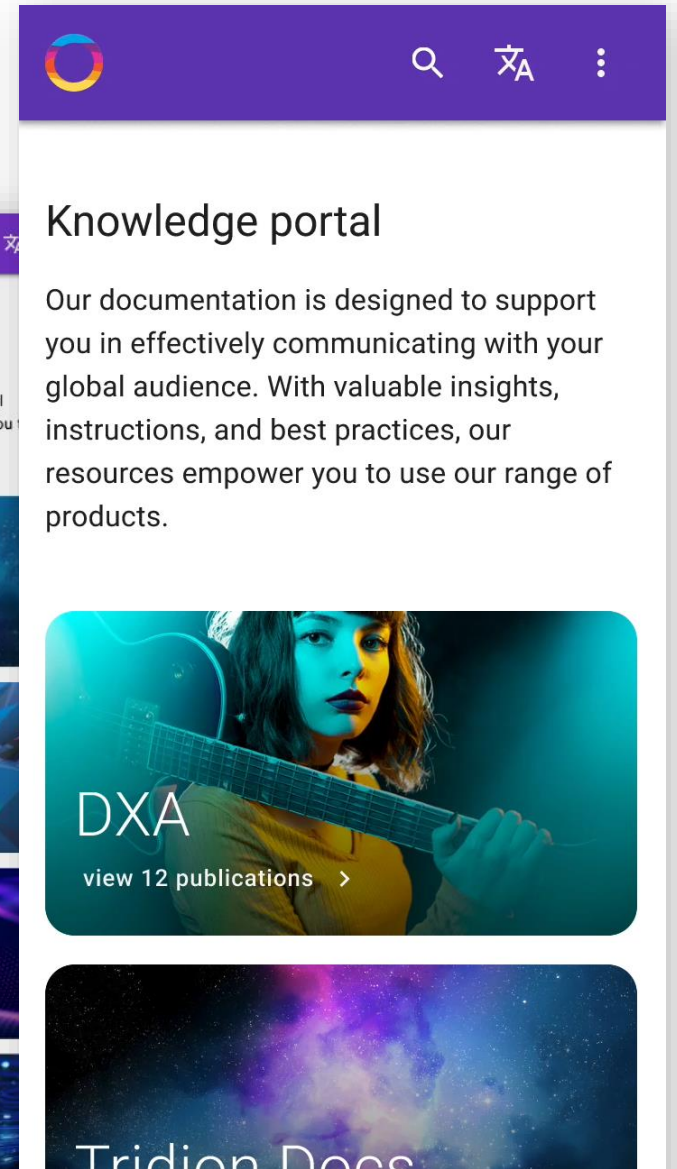 Knowledge portal
Our documentation is designed to support
you in effectively communicating with your
global audience. With valuable insights,
instructions, and best practices, our
resources empower you to use our range of
products.
DXA
view 12 publications
Tridion Docs